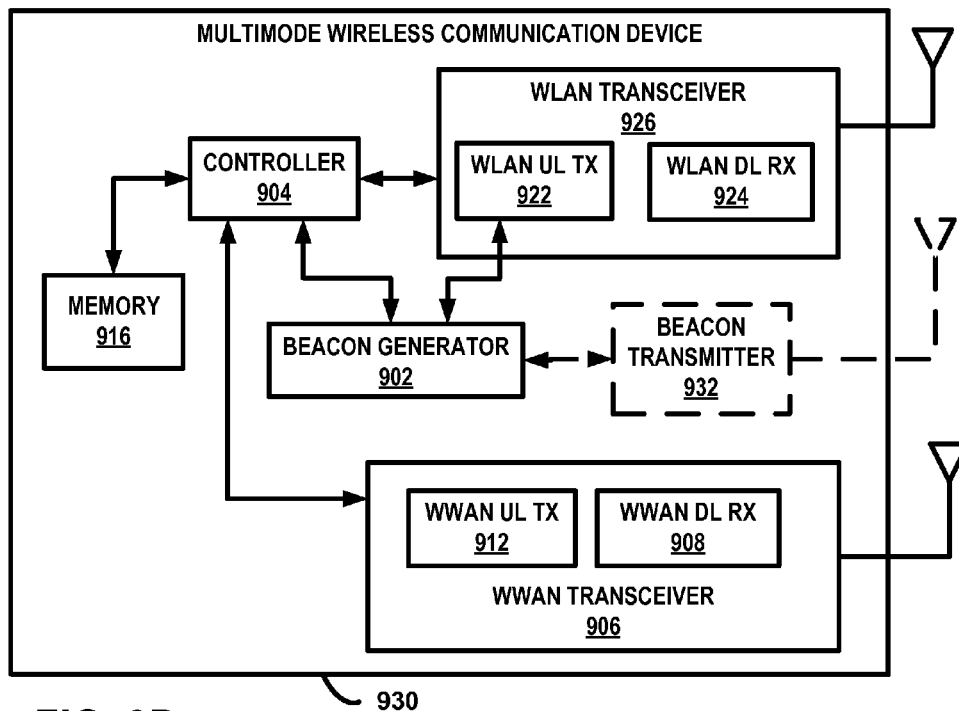 MULTIMODE WIRELESS COMMUNICATION DEVICE
WLAN TRANSCEIVER
926
WLAN UL TX
922
WLAN DL RX
924
CONTROLLER
904
MEMORY
916
BEACON GENERATOR
902
BEACON
TRANSMITTER
932
WWAN UL TX
912
WWAN DL RX
908
WWAN TRANSCEIVER
906
930